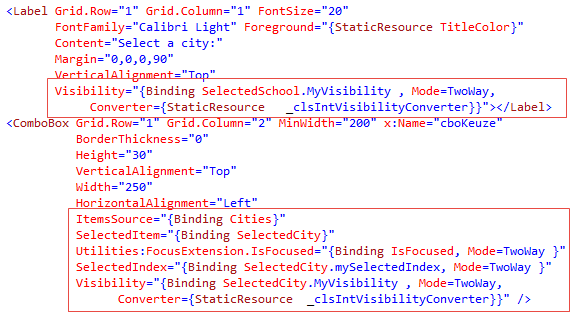 <Label Grid.Row="1" Grid.Column="1" FontSize="20"
FontFamily="Calibri Light" Foreground="{StaticResource TitleColor}"
Content="Select a city:"
Margin="0,0,0,90"
VerticalAlignment="Top"
Visibility="{Binding SelectedSchool.MyVisibility , Mode=TwoWay,
Converter={StaticResource   _clsIntVisibilityConverter}}"></Label>
<ComboBox Grid.Row="1" Grid.Column="2" MinWidth="200" x:Name="cboKeuze"
BorderThickness="0"
Height="30"
VerticalAlignment="Top"
Width="250"
HorizontalAlignment="Left"
ItemsSource="{Binding Cities}"
SelectedItem="{Binding SelectedCity}"
Utilities:FocusExtension.IsFocused="{Binding IsFocused, Mode=TwoWay }"
SelectedIndex="{Binding SelectedCity.mySelectedIndex, Mode=TwoWay }"
Visibility="{Binding SelectedCity.MyVisibility , Mode=TwoWay,
Converter={StaticResource  _clsIntVisibilityConverter}}" />